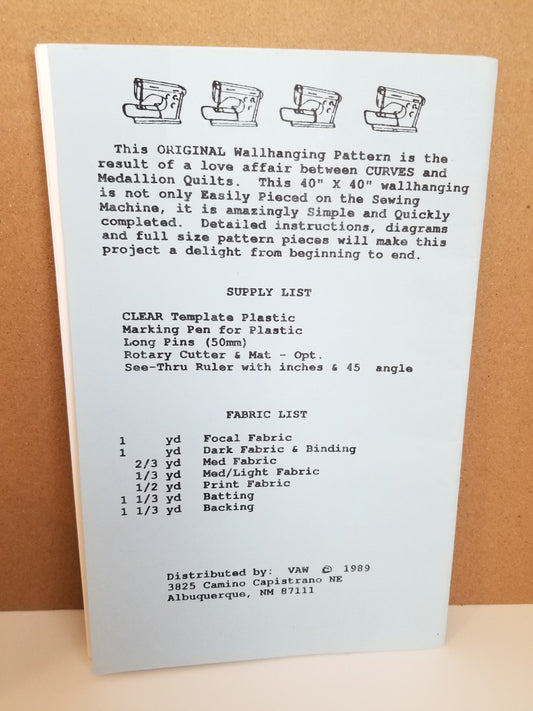 This ORIGINAL Wallhanging Pattern is the
result of a love affair between CURVES and
Medallion Quilts.  This 40" X 40" wallhanging
is not only Easily Pieced on the Sewing
Machine, it is amazingly Simple and Quickly
completed.  Detailed instructions, diagrams
and full size pattern pieces will make this
project a delight from beginning to end.
SUPPLY LIST
CLEAR Template Plastic
Marking Pen for Plastic
Long Pins (50mm)
Rotary Cutter & Mat - Opt.
See-Thru Ruler with inches & 45  angle
FABRIC LIST
1 yd Focal Fabric
1 yd Dark Fabric & Binding
2/3 yd Med Fabric
1/3 yd Med/Light Fabric
1/2 yd Print Fabric
1 1/3 yd Batting
1 1/3 yd Backing
Distributed by:  VAW © 1989
3825 Camino Capistrano NE
Albuquerque, NM 87111